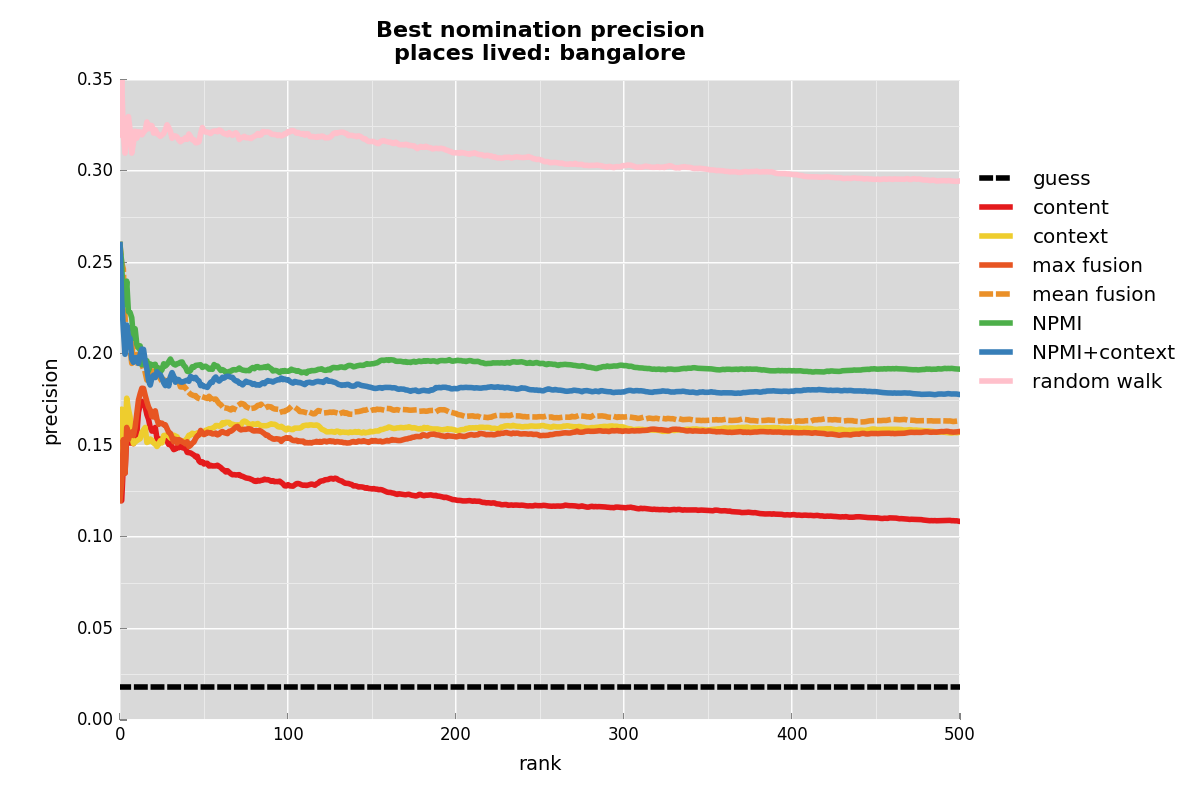 Best nomination precision
places lived: bangalore
precision
0.35
0.30
0.25
0.20
0.15
0.10
0.05
0.00
0 100 200 300 400 500
rank
guess
content
context
max fusion
mean fusion
NPMI
NPMI+context
random walk